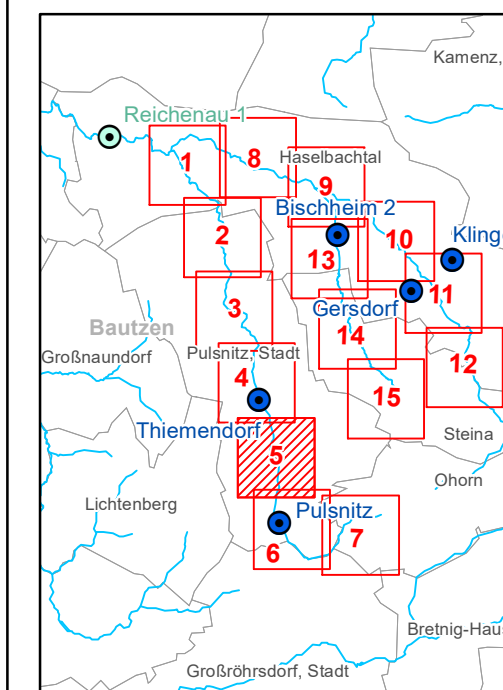 Kamenz,
Reichenau 1
1
8
Haselbachtal
9
Bischheim 2
2
10
Klinge
13
11
3
Gersdorf
Bautzen
14
Pulsnitz, Stadt
Großnaundorf
12
4
15
Thiemendorf
Steina
5
Ohorn
Lichtenberg
Pulsnitz
7
6
Bretnig-Hau
Großröhrsdorf, Stadt